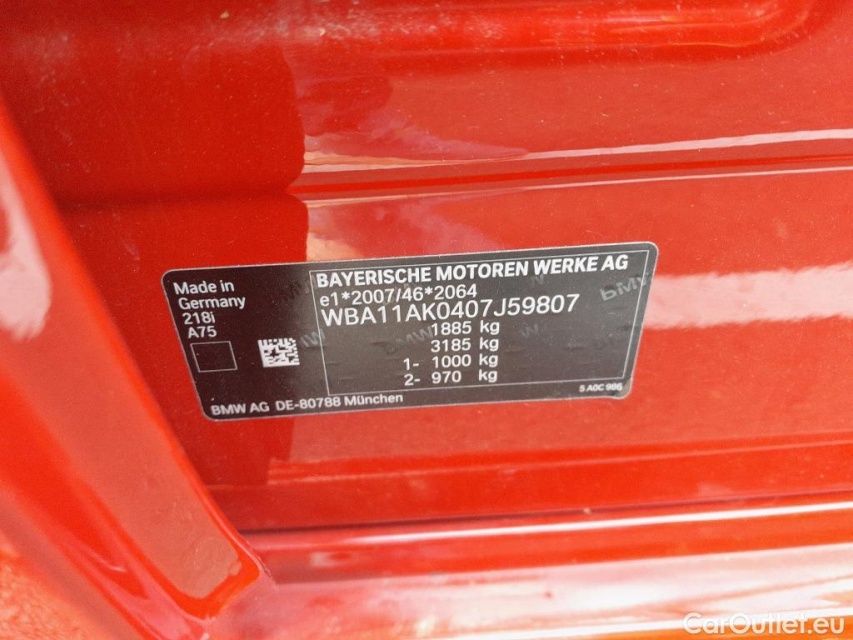 Made in
Germany
218i
A75
BAYERISCHE MOTOREN WERKE AG
e1*2007/46*2064
WBA11AK0407J59807
1885 kg
3185 kg
1- 1000 kg
2- 970 kg
BMW AG DE-80788 München
5 A0C 986
BMW
CarOutlet.eu